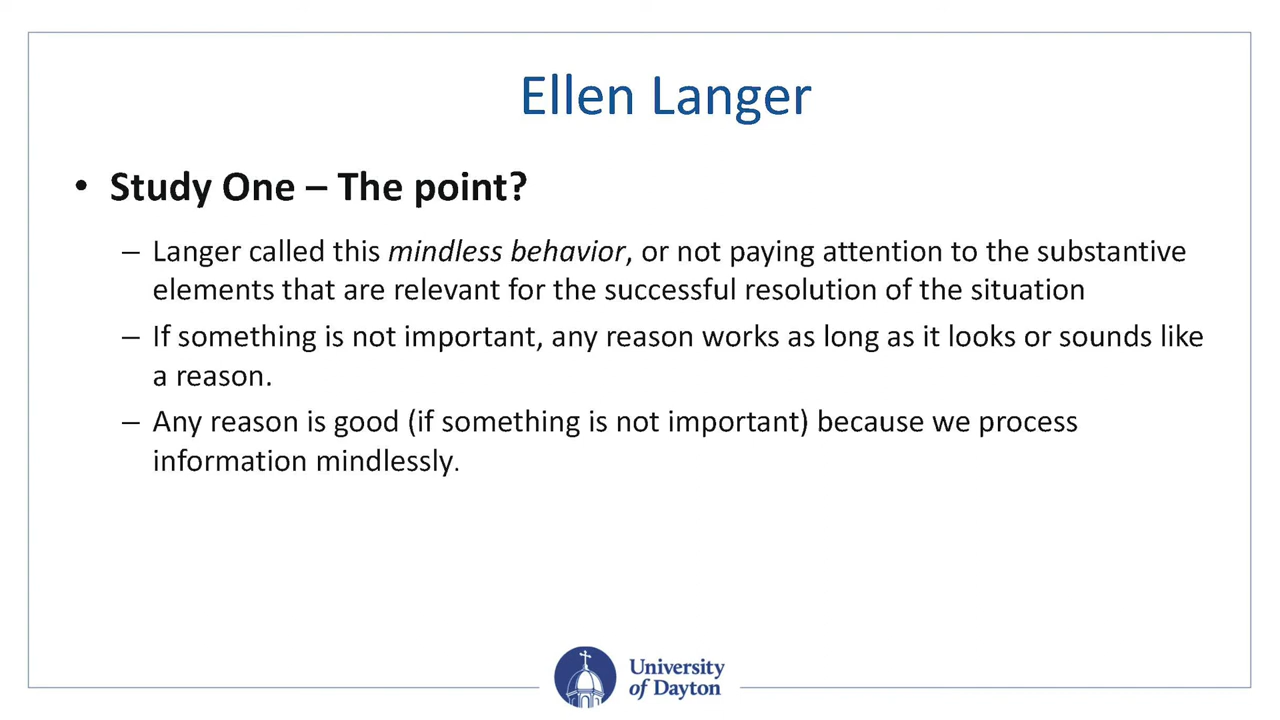 Ellen Langer
• Study One – The point?
– Langer called this mindless behavior, or not paying attention to the substantive
elements that are relevant for the successful resolution of the situation
– If something is not important, any reason works as long as it looks or sounds like
a reason.
– Any reason is good (if something is not important) because we process
information mindlessly.
University
of Dayton